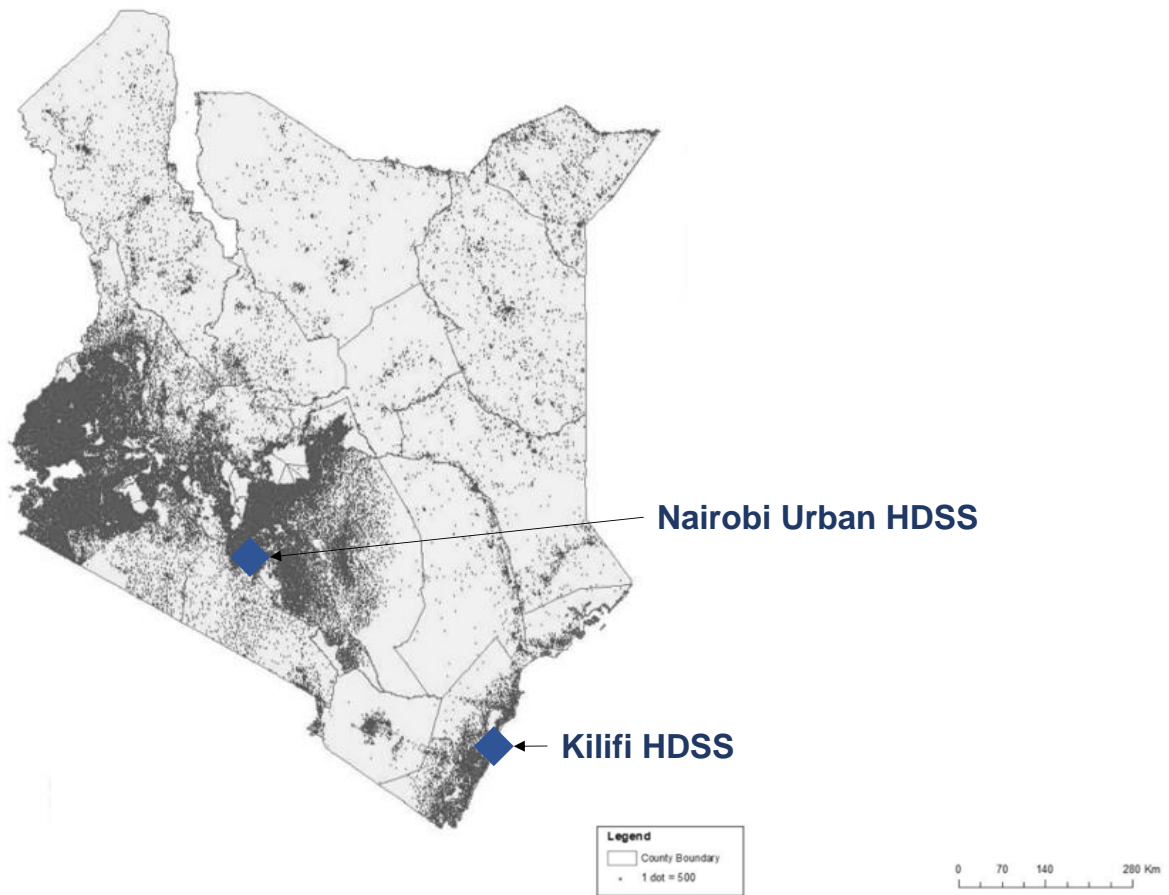 Nairobi Urban HDSS
Kilifi HDSS
Legend
County Boundary
1 dot = 500
0 70 140 280 Km